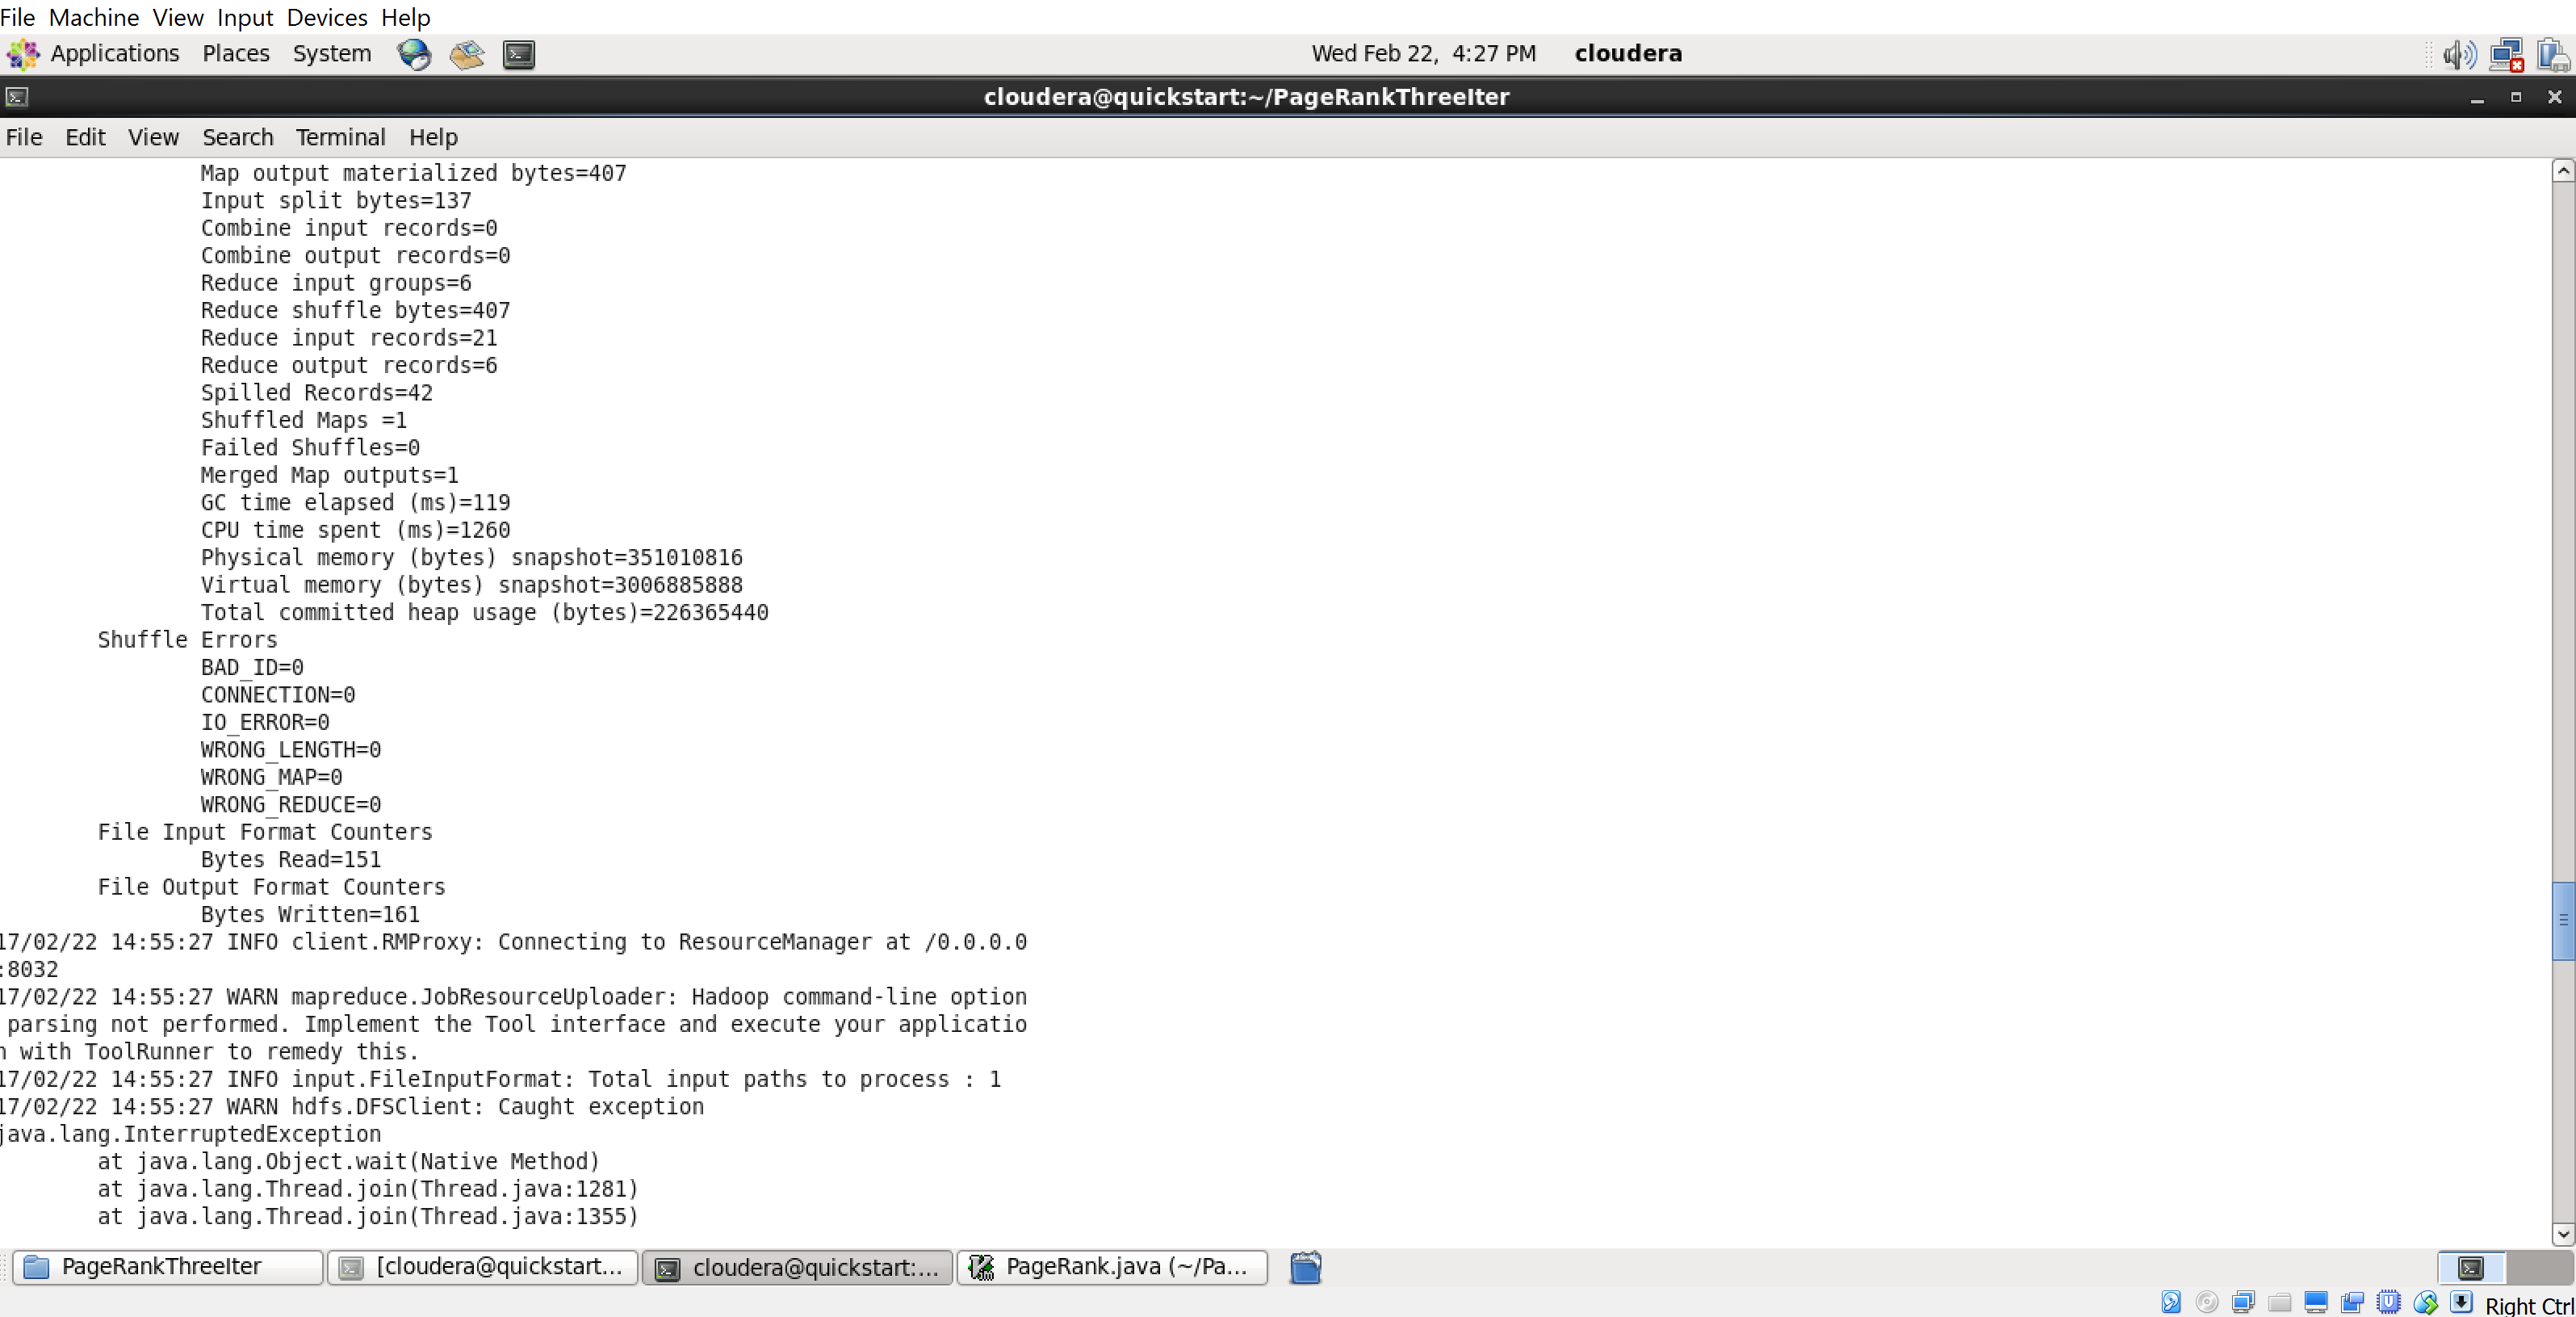 File Machine View Input Devices Help
Applications Places System Wed Feb 22, 4:27 PM cloudera
cloudera@quickstart:~/PageRankThreeIter
File Edit View Search Terminal Help
Map output materialized bytes=407
Input split bytes=137
Combine input records=0
Combine output records=0
Reduce input groups=6
Reduce shuffle bytes=407
Reduce input records=21
Reduce output records=6
Spilled Records=42
Shuffled Maps =1
Failed Shuffles=0
Merged Map outputs=1
GC time elapsed (ms)=119
CPU time spent (ms)=1260
Physical memory (bytes) snapshot=351010816
Virtual memory (bytes) snapshot=3006885888
Total committed heap usage (bytes)=226365440
Shuffle Errors
BAD_ID=0
CONNECTION=0
IO_ERROR=0
WRONG_LENGTH=0
WRONG_MAP=0
WRONG_REDUCE=0
File Input Format Counters
Bytes Read=151
File Output Format Counters
Bytes Written=161
17/02/22 14:55:27 INFO client.RMProxy: Connecting to ResourceManager at /0.0.0.0
:8032
17/02/22 14:55:27 WARN mapreduce.JobResourceUploader: Hadoop command-line option
parsing not performed. Implement the Tool interface and execute your applicatio
n with ToolRunner to remedy this.
17/02/22 14:55:27 INFO input.FileInputFormat: Total input paths to process : 1
17/02/22 14:55:27 WARN hdfs.DFSClient: Caught exception
java.lang.InterruptedException
at java.lang.Object.wait(Native Method)
at java.lang.Thread.join(Thread.java:1281)
at java.lang.Thread.join(Thread.java:1355)
PageRankThreeIter [cloudera@quickstart... cloudera@quickstart:... PageRank.java (~/Pa...
Right Ctrl